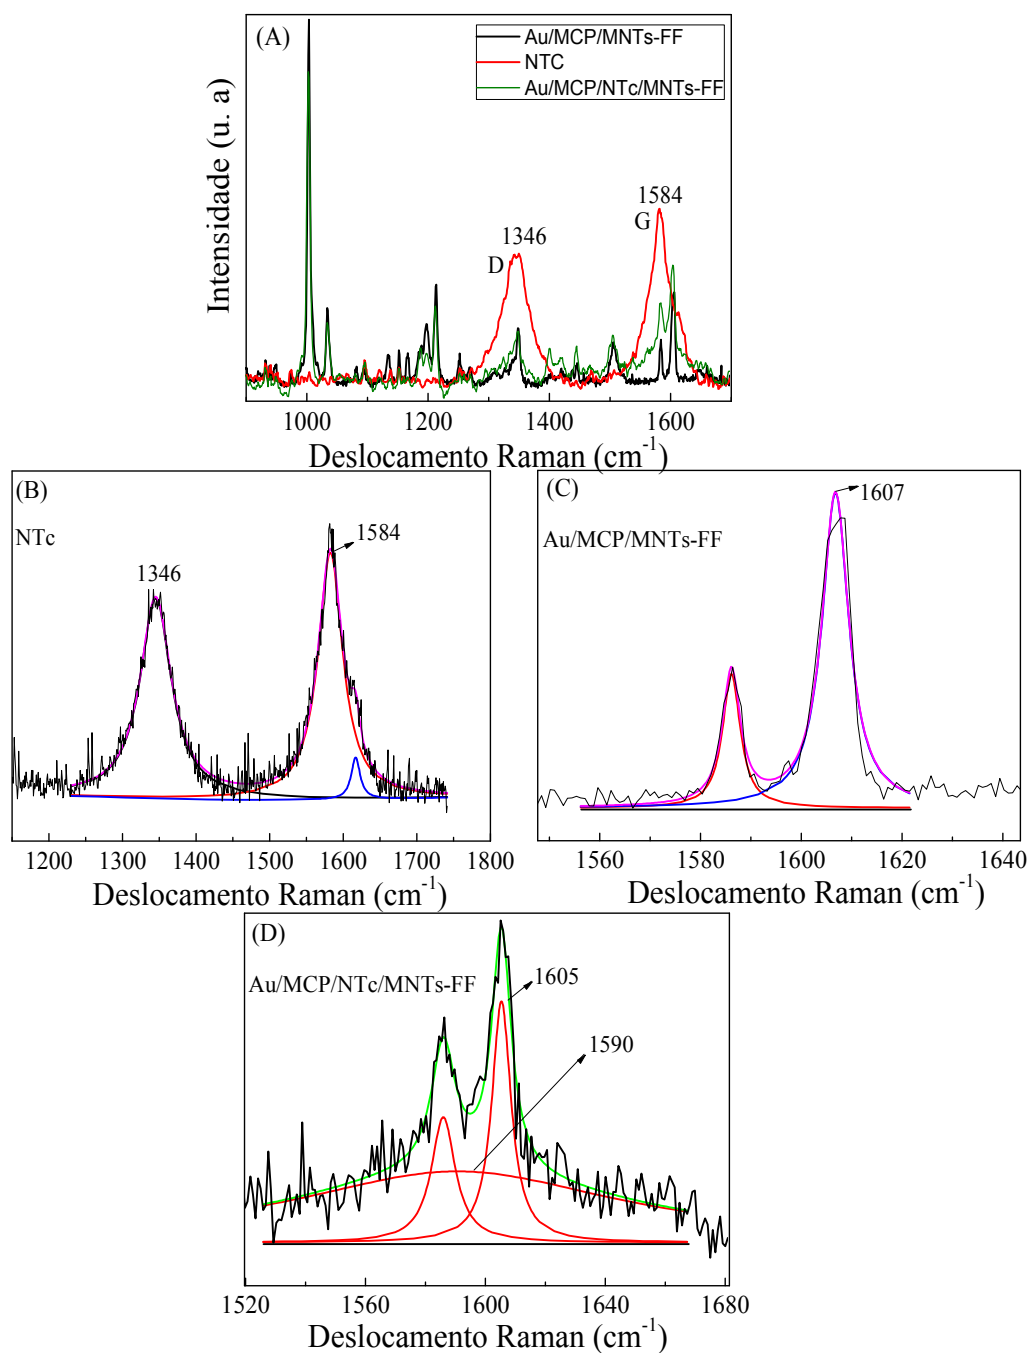 (A)
Au/MCP/MNTs-FF
NTC
Au/MCP/NTc/MNTs-FF
Intensidade (u. a)
1584
G
1346
D
1000 1200 1400 1600
Deslocamento Raman (cm⁻¹)
(B)
NTc
1346
1584
1200 1300 1400 1500 1600 1700 1800
Deslocamento Raman (cm⁻¹)
(C)
1607
Au/MCP/MNTs-FF
1560 1580 1600 1620 1640
Deslocamento Raman (cm⁻¹)
(D)
Au/MCP/NTc/MNTs-FF
1605
1590
1520 1560 1600 1640 1680
Deslocamento Raman (cm⁻¹)